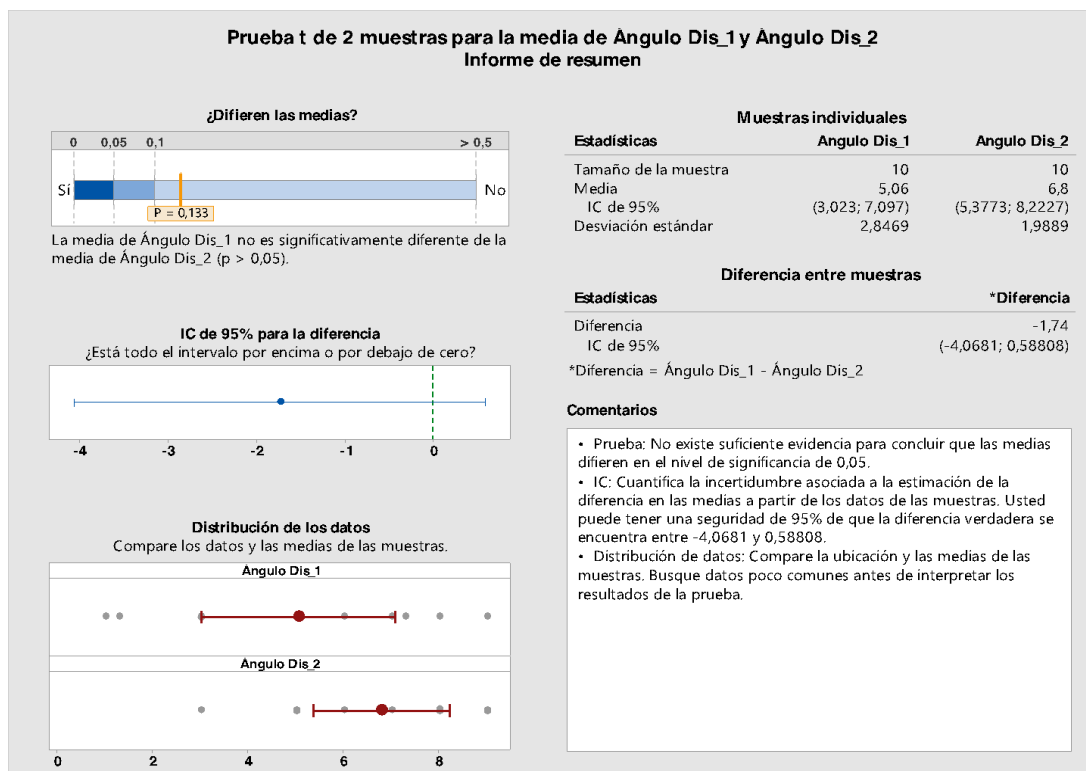 Prueba t de 2 muestras para la media de Ángulo Dis_1 y Ángulo Dis_2
Informe de resumen
¿Difieren las medias?
0 0,05 0,1 > 0,5
Sí No
P = 0,133
La media de Ángulo Dis_1 no es significativamente diferente de la
media de Ángulo Dis_2 (p > 0,05).
IC de 95% para la diferencia
¿Está todo el intervalo por encima o por debajo de cero?
-4 -3 -2 -1 0
Distribución de los datos
Compare los datos y las medias de las muestras.
Ángulo Dis_1
Ángulo Dis_2
0 2 4 6 8
Muestras individuales
Estadísticas Ángulo Dis_1 Ángulo Dis_2
Tamaño de la muestra 10 10
Media 5,06 6,8
IC de 95% (3,023; 7,097) (5,3773; 8,2227)
Desviación estándar 2,8469 1,9889
Diferencia entre muestras
Estadísticas *Diferencia
Diferencia -1,74
IC de 95% (-4,0681; 0,58808)
*Diferencia = Ángulo Dis_1 - Ángulo Dis_2
Comentarios
• Prueba: No existe suficiente evidencia para concluir que las medias
difieren en el nivel de significancia de 0,05.
• IC: Cuantifica la incertidumbre asociada a la estimación de la
diferencia en las medias a partir de los datos de las muestras. Usted
puede tener una seguridad de 95% de que la diferencia verdadera se
encuentra entre -4,0681 y 0,58808.
• Distribución de datos: Compare la ubicación y las medias de las
muestras. Busque datos poco comunes antes de interpretar los
resultados de la prueba.